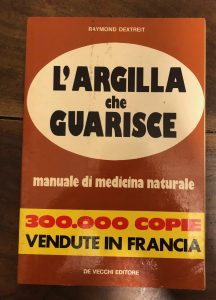 RAYMOND DEXTREIT
L'ARGILLA
che
GUARISCE
manuale di medicina naturale
300.000 COPIE
VENDUTE IN FRANCIA
DE VECCHI EDITORE